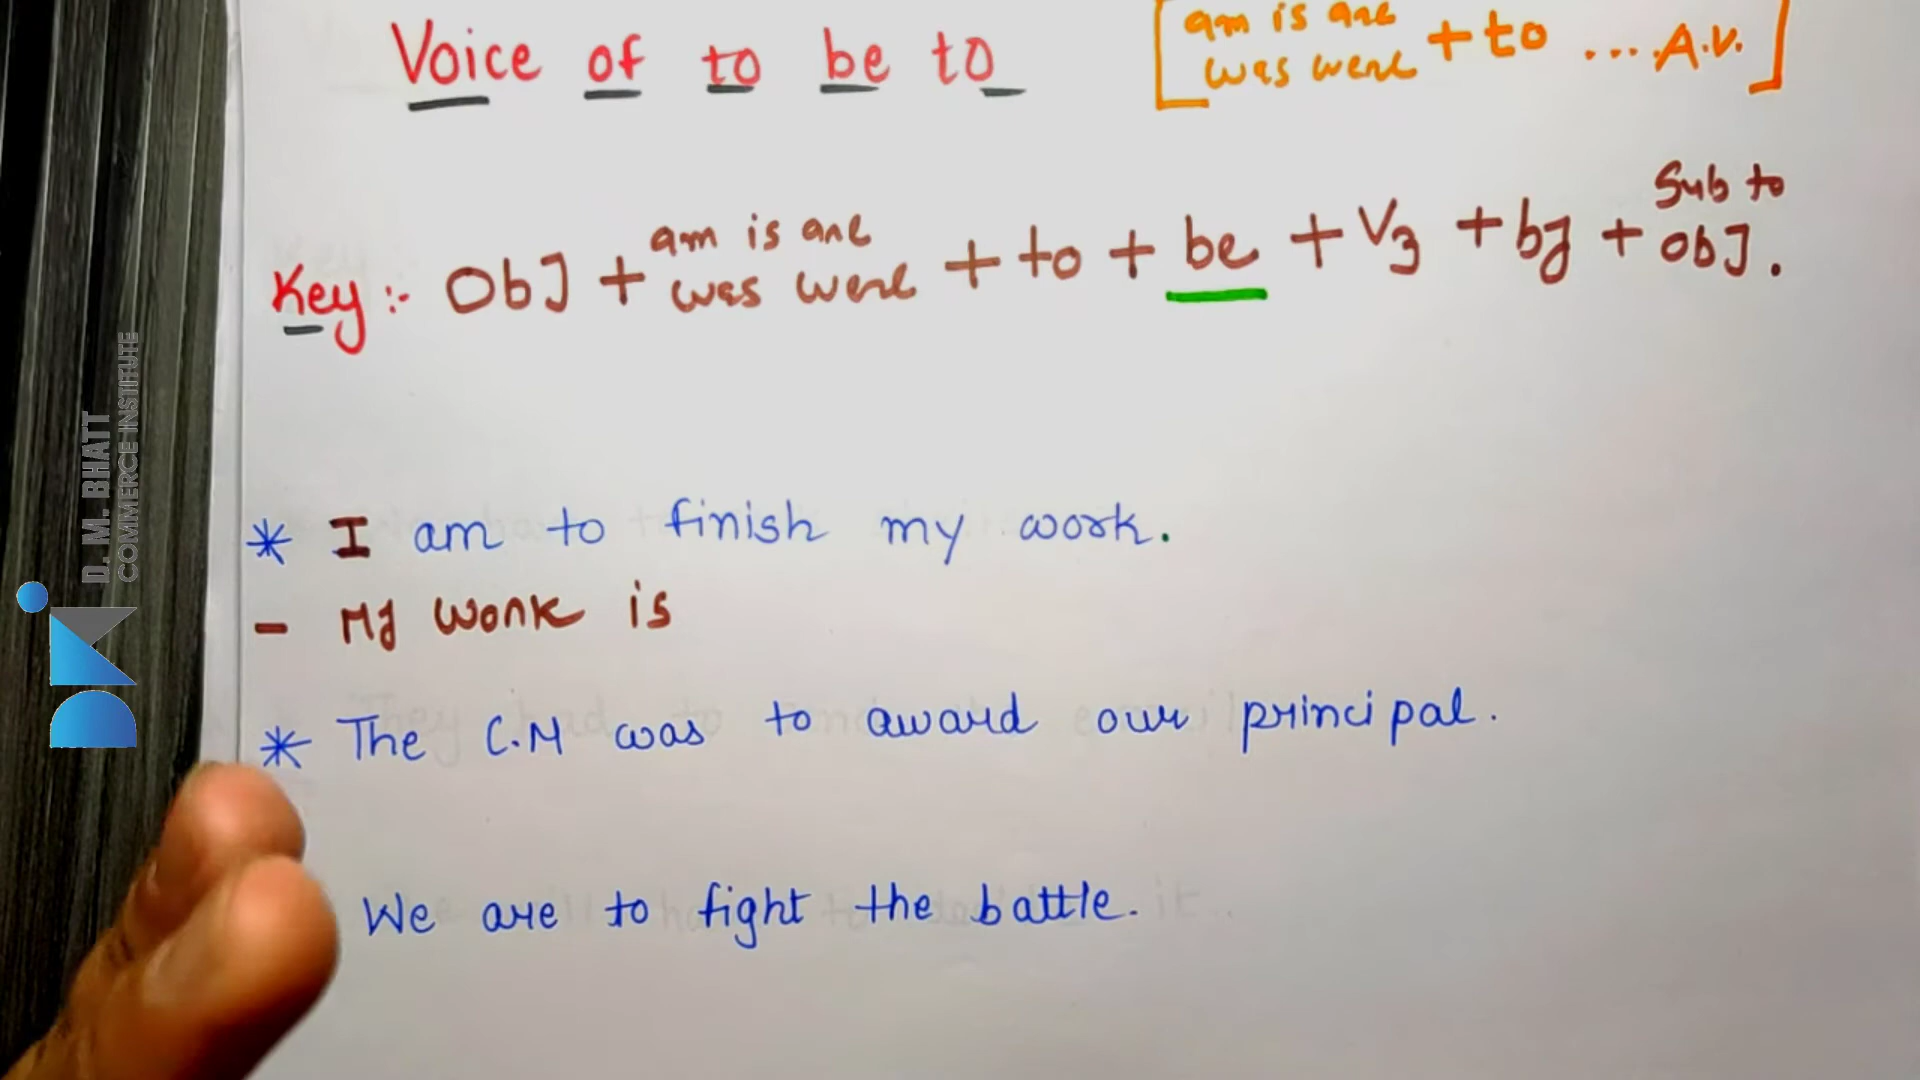 Voice of to be to
[am is are
was were + to ... A.V.]
Key :- Obj + am is are
was were + to + be + V3 + by + Sub to
obj.
* I am to finish my work.
- My work is
* The C.M was to award our principal.
We are to fight the battle.
D. M. BHATT
COMMERCE INSTITUTE